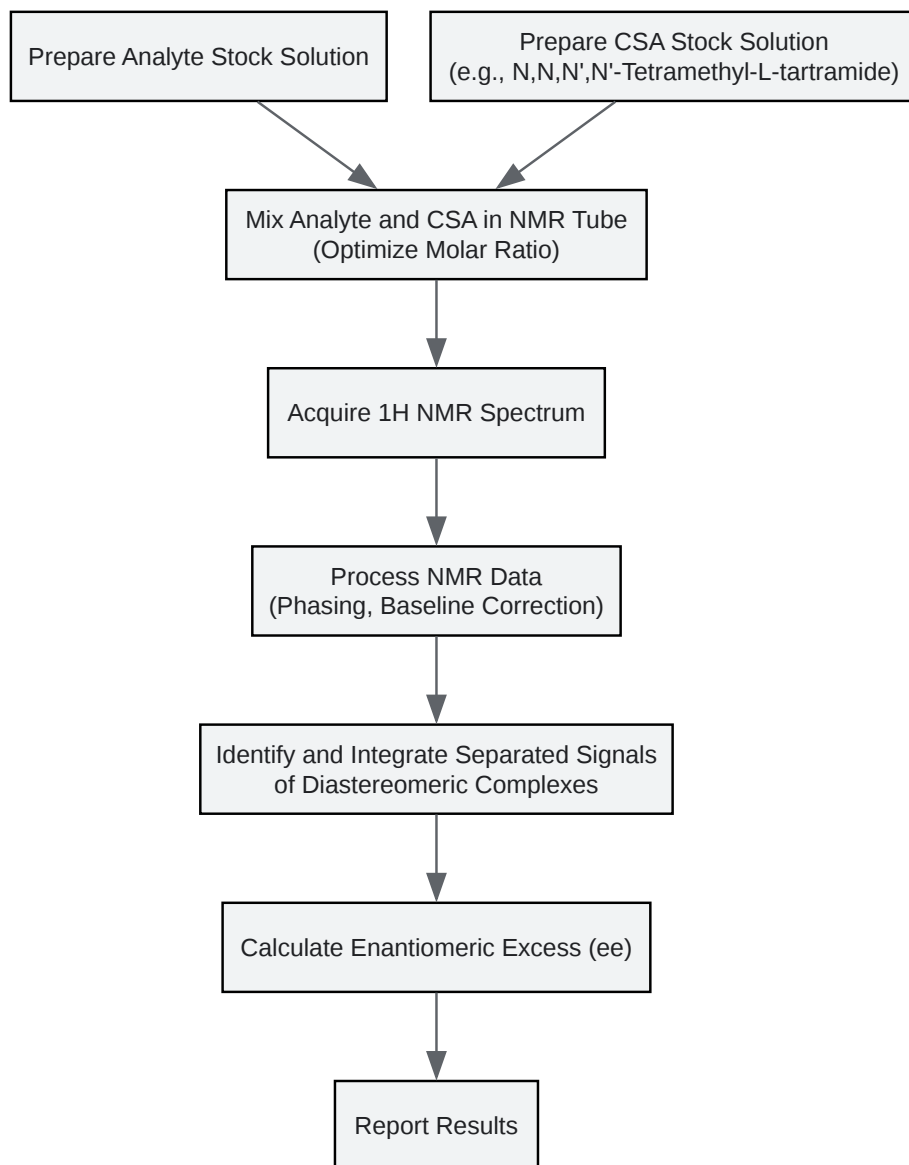 Prepare Analyte Stock Solution
Prepare CSA Stock Solution
(e.g., N,N,N',N'-Tetramethyl-L-tartramide)
Mix Analyte and CSA in NMR Tube
(Optimize Molar Ratio)
Acquire 1H NMR Spectrum
Process NMR Data
(Phasing, Baseline Correction)
Identify and Integrate Separated Signals
of Diastereomeric Complexes
Calculate Enantiomeric Excess (ee)
Report Results